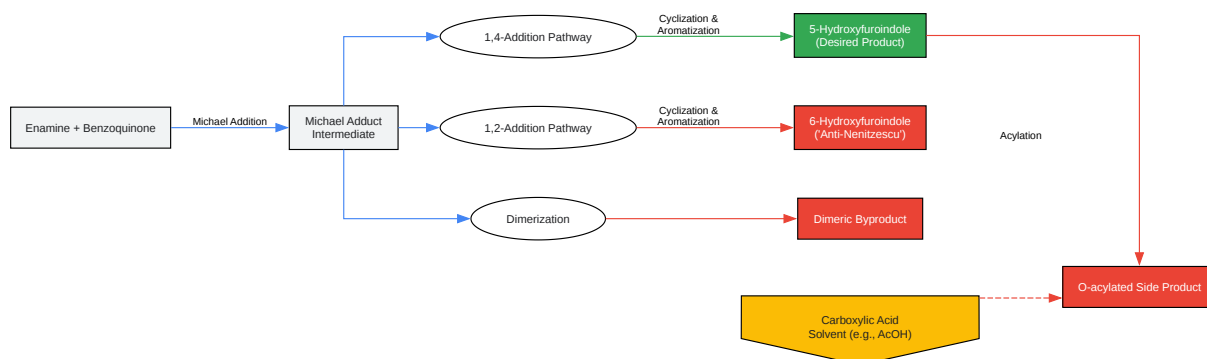 Cyclization &
Aromatization
1,4-Addition Pathway
5-Hydroxyfuroindole
(Desired Product)
Enamine + Benzoquinone
Michael Addition
Michael Adduct
Intermediate
1,2-Addition Pathway
Cyclization &
Aromatization
6-Hydroxyfuroindole
('Anti-Nenitzescu')
Acylation
Dimerization
Dimeric Byproduct
O-acylated Side Product
Carboxylic Acid
Solvent (e.g., AcOH)